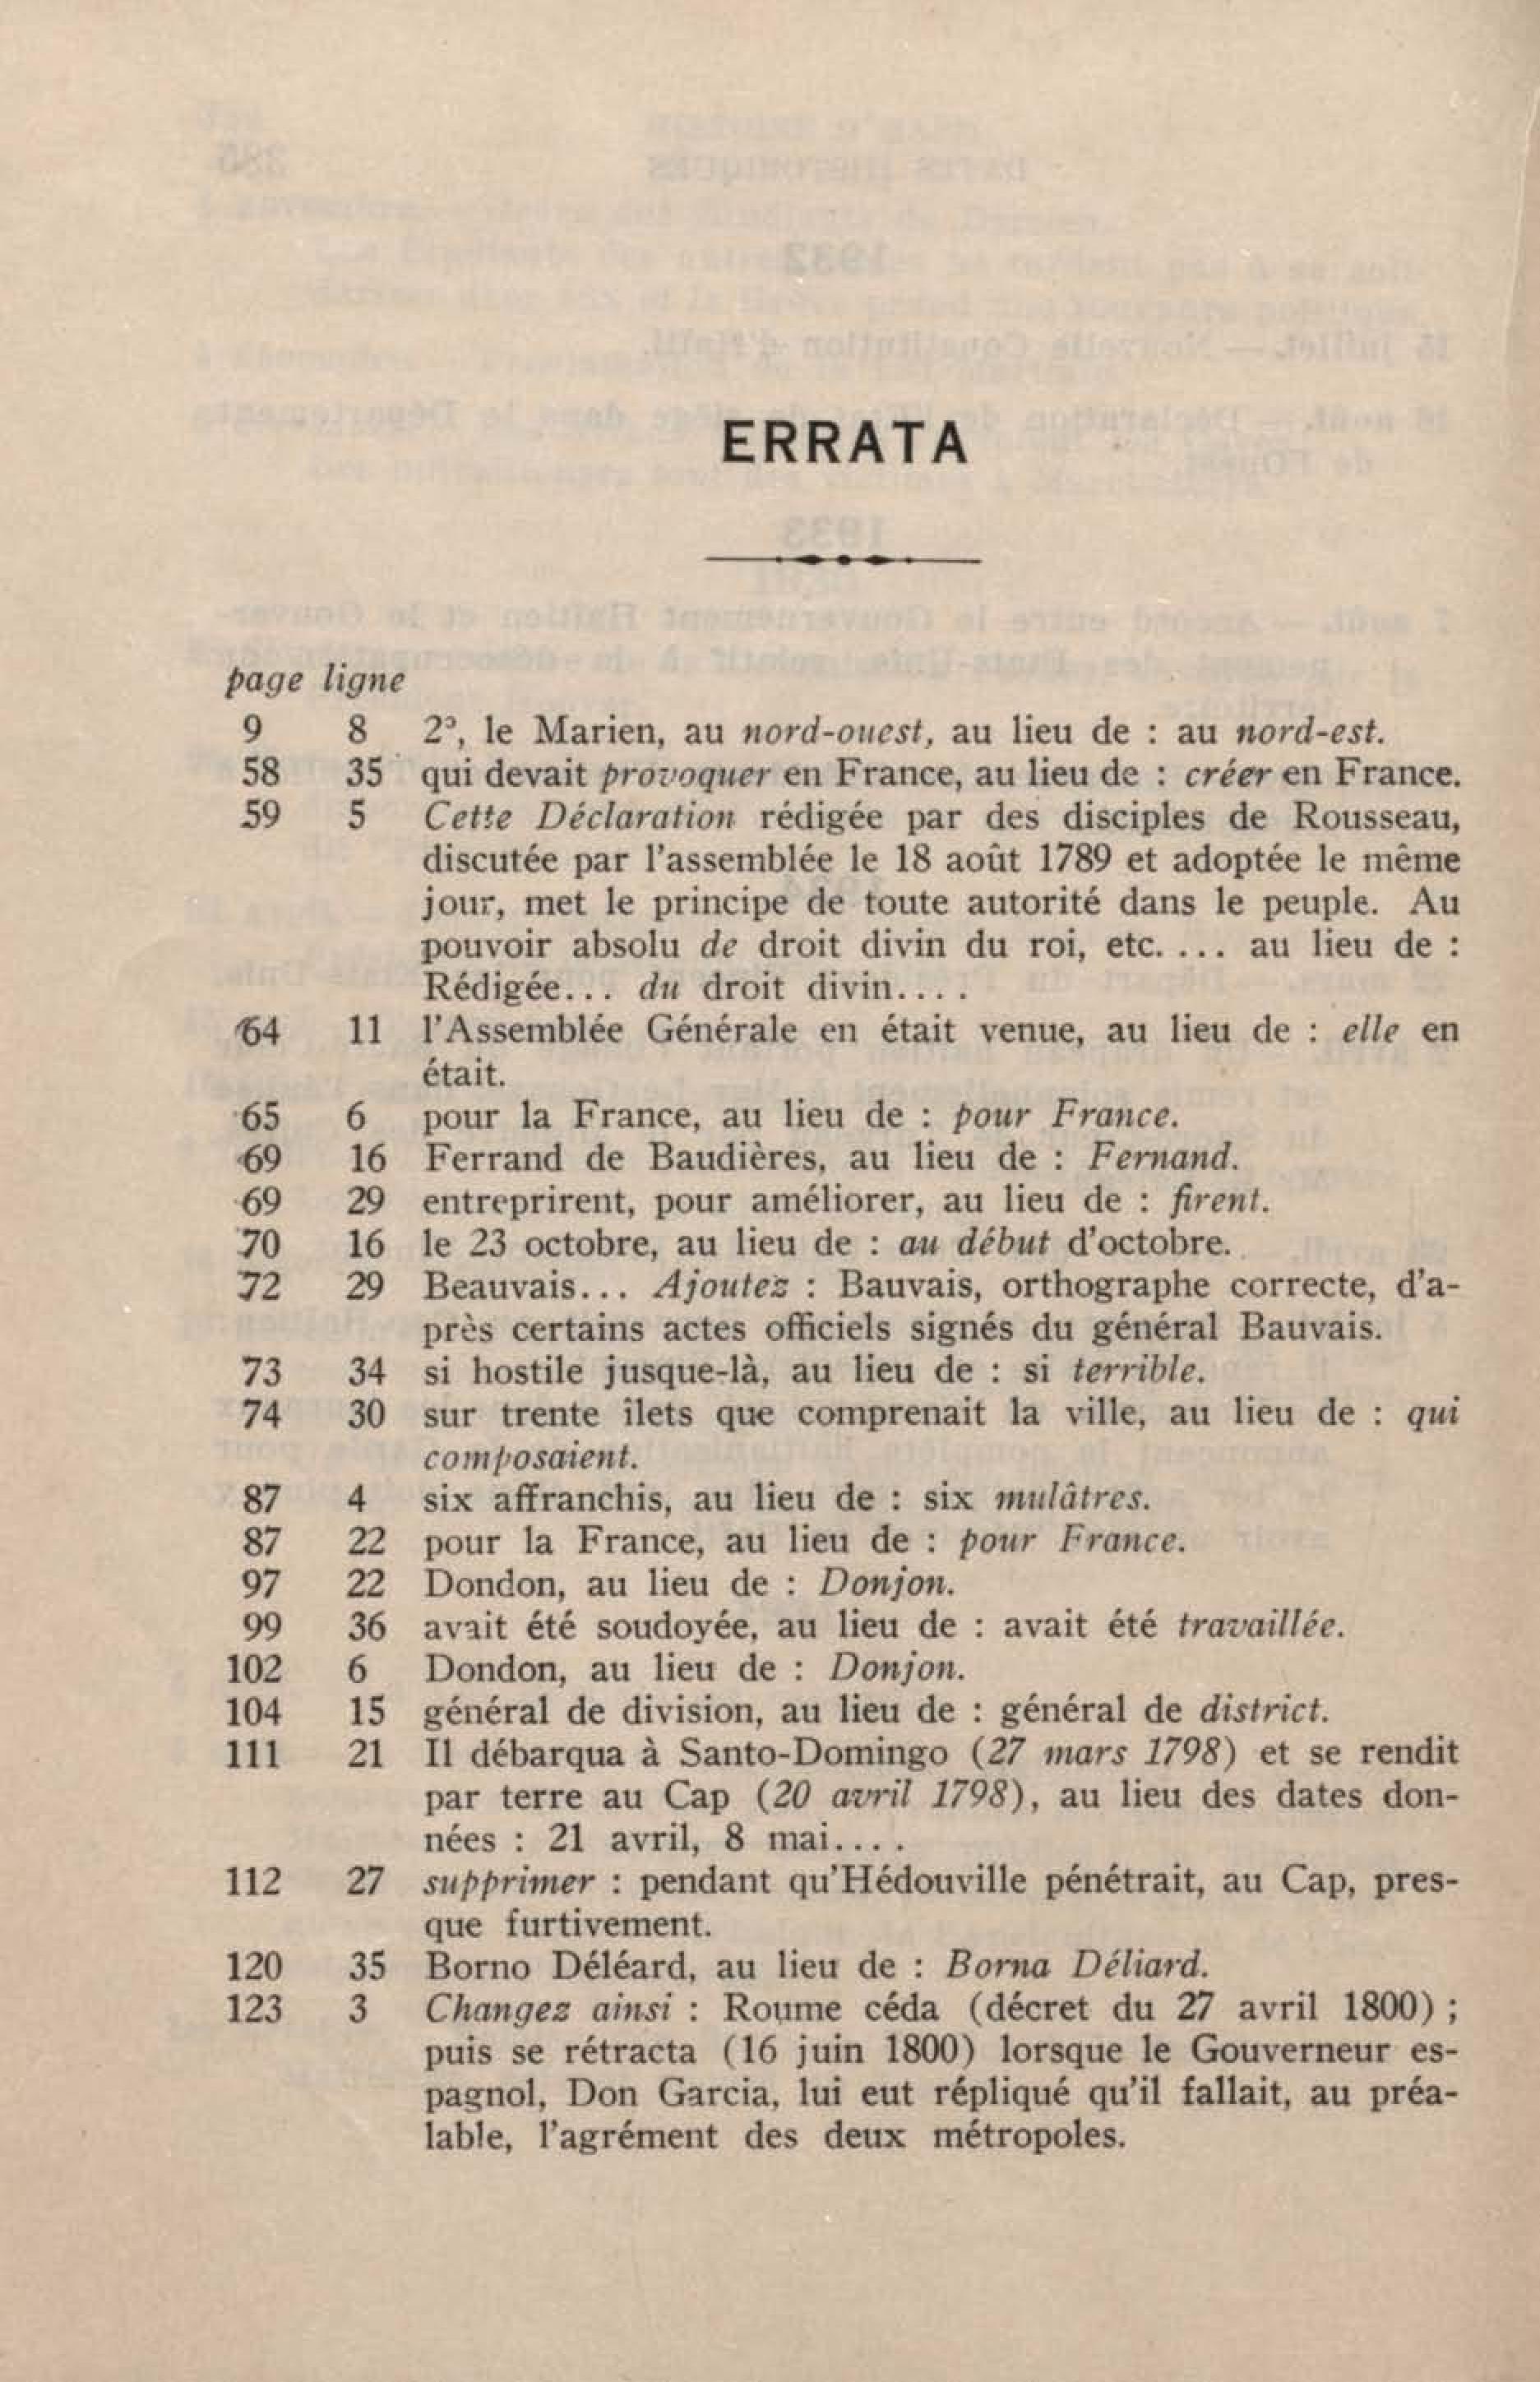 ERRATA
page ligne
9 8 2º, le Marien, au nord-ouest, au lieu de : au nord-est.
58 35 qui devait provoquer en France, au lieu de : créer en France.
59 5 Cette Déclaration rédigée par des disciples de Rousseau,
discutée par l'assemblée le 18 août 1789 et adoptée le même
jour, met le principe de toute autorité dans le peuple. Au
pouvoir absolu de droit divin du roi, etc. ... au lieu de :
Rédigée... du droit divin....
64 11 l'Assemblée Générale en était venue, au lieu de : elle en
était.
65 6 pour la France, au lieu de : pour France.
69 16 Ferrand de Baudières, au lieu de : Fernand.
69 29 entreprirent, pour améliorer, au lieu de : firent.
70 16 le 23 octobre, au lieu de : au début d'octobre.
72 29 Beauvais... Ajoutez : Bauvais, orthographe correcte, d'a-
près certains actes officiels signés du général Bauvais.
73 34 si hostile jusque-là, au lieu de : si terrible.
74 30 sur trente îlets que comprenait la ville, au lieu de : qui
composaient.
87 4 six affranchis, au lieu de : six mulâtres.
87 22 pour la France, au lieu de : pour France.
97 22 Dondon, au lieu de : Donjon.
99 36 avait été soudoyée, au lieu de : avait été travaillée.
102 6 Dondon, au lieu de : Donjon.
104 15 général de division, au lieu de : général de district.
111 21 Il débarqua à Santo-Domingo (27 mars 1798) et se rendit
par terre au Cap (20 avril 1798), au lieu des dates don-
nées : 21 avril, 8 mai....
112 27 supprimer : pendant qu'Hédouville pénétrait, au Cap, pres-
que furtivement.
120 35 Borno Déléard, au lieu de : Borna Déliard.
123 3 Changez ainsi : Roume céda (décret du 27 avril 1800) ;
puis se rétracta (16 juin 1800) lorsque le Gouverneur es-
pagnol, Don Garcia, lui eut répliqué qu'il fallait, au préa-
lable, l'agrément des deux métropoles.